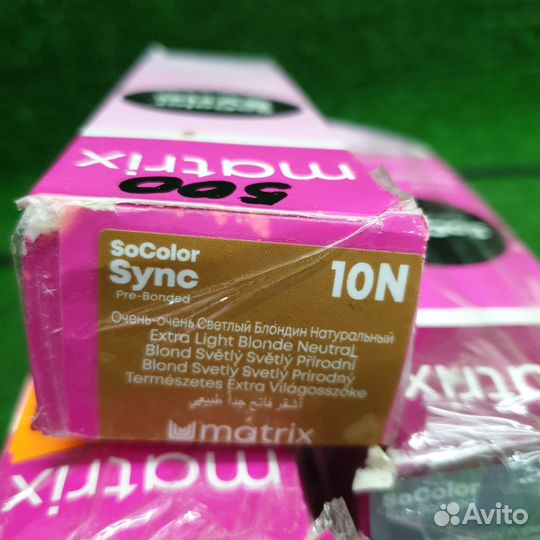 matrix
500
SoColor
Sync
Pre-Bonded
10N
Очень-очень Светлый Блондин Натуральный
Extra Light Blonde Neutral
Blond Světlý Světlý Přírodní
Blond Svetlý Svetlý Prírodný
Természetes Extra Világosszőke
أشقر فاتح جداً طبيعي
matrix
matrix
matrix
SoColor
Avito